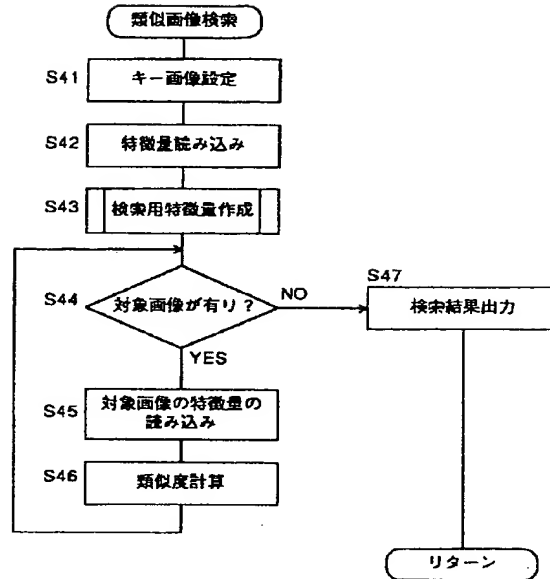 類似画像検索
S41
キー画像設定
S42
特徴量読み込み
S43
検索用特徴量作成
S44
対象画像が有り？
NO
S47
検索結果出力
YES
S45
対象画像の特徴量の
読み込み
S46
類似度計算
リターン